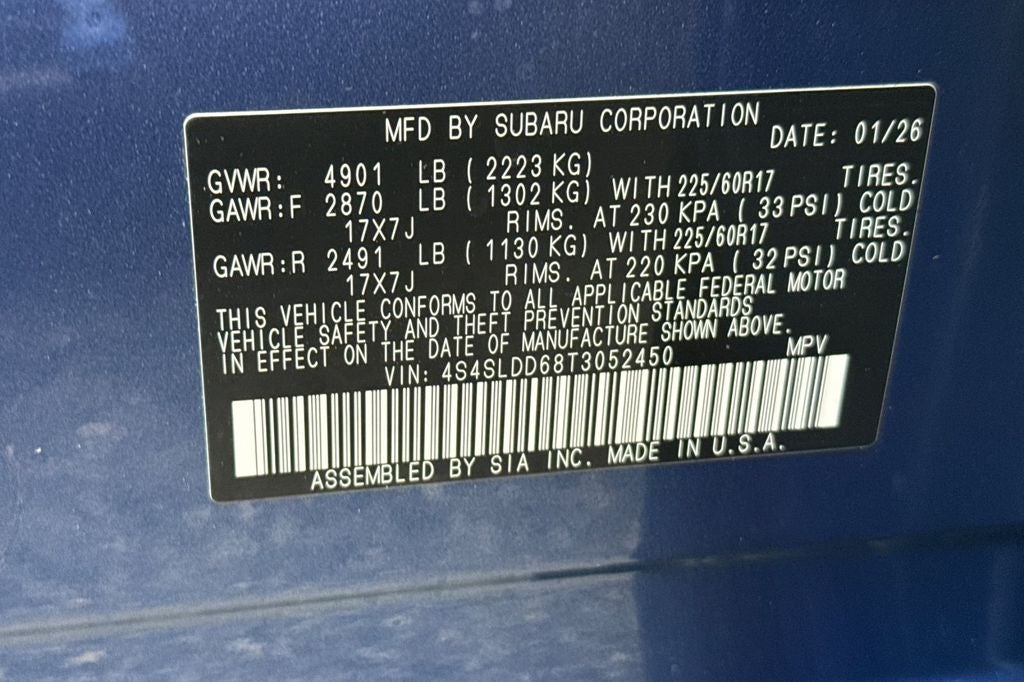 MFD BY SUBARU CORPORATION DATE: 01/26
GVWR: 4901 LB (2223 KG)
GAWR:F 2870 LB (1302 KG) WITH 225/60R17 TIRES.
17X7J RIMS. AT 230 KPA (33 PSI) COLD
GAWR:R 2491 LB (1130 KG) WITH 225/60R17 TIRES.
17X7J RIMS. AT 220 KPA (32 PSI) COLD
THIS VEHICLE CONFORMS TO ALL APPLICABLE FEDERAL MOTOR
VEHICLE SAFETY AND THEFT PREVENTION STANDARDS
IN EFFECT ON THE DATE OF MANUFACTURE SHOWN ABOVE.
VIN: 4S4SLDD68T3052450 MPV
ASSEMBLED BY SIA INC. MADE IN U.S.A.